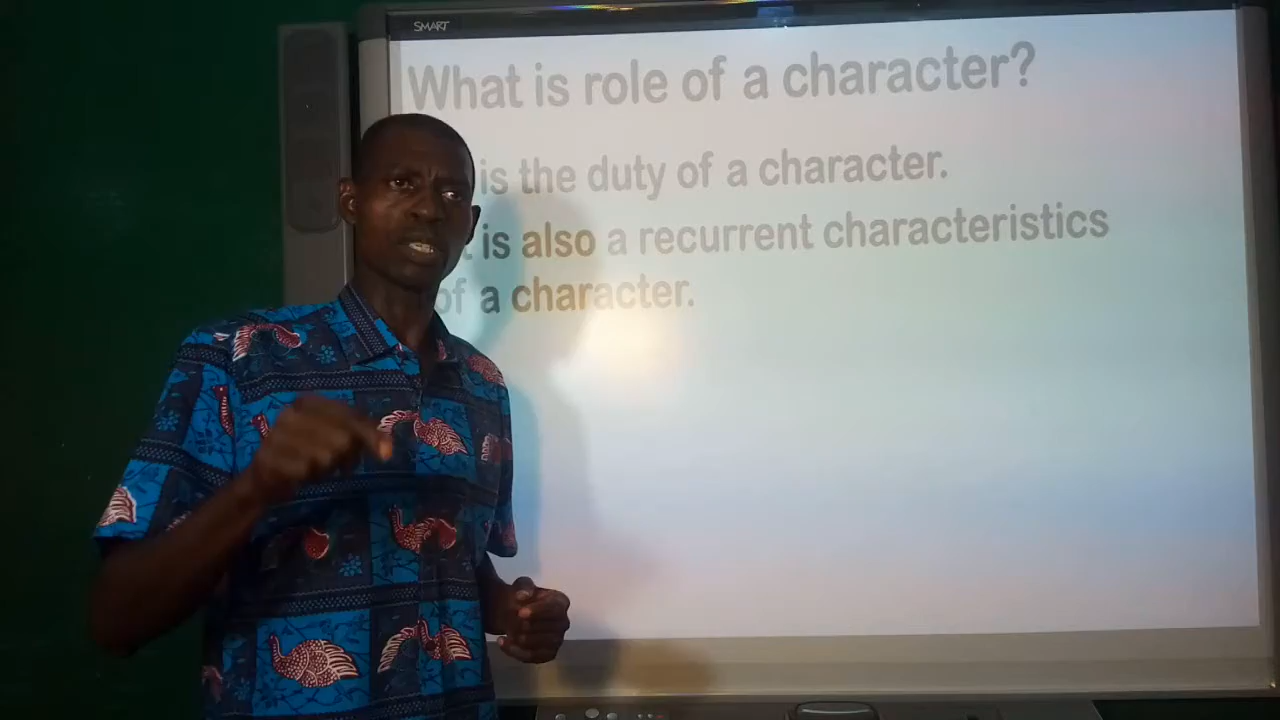 SMART
What is role of a character?
is the duty of a character.
is also a recurrent characteristics
of a character.